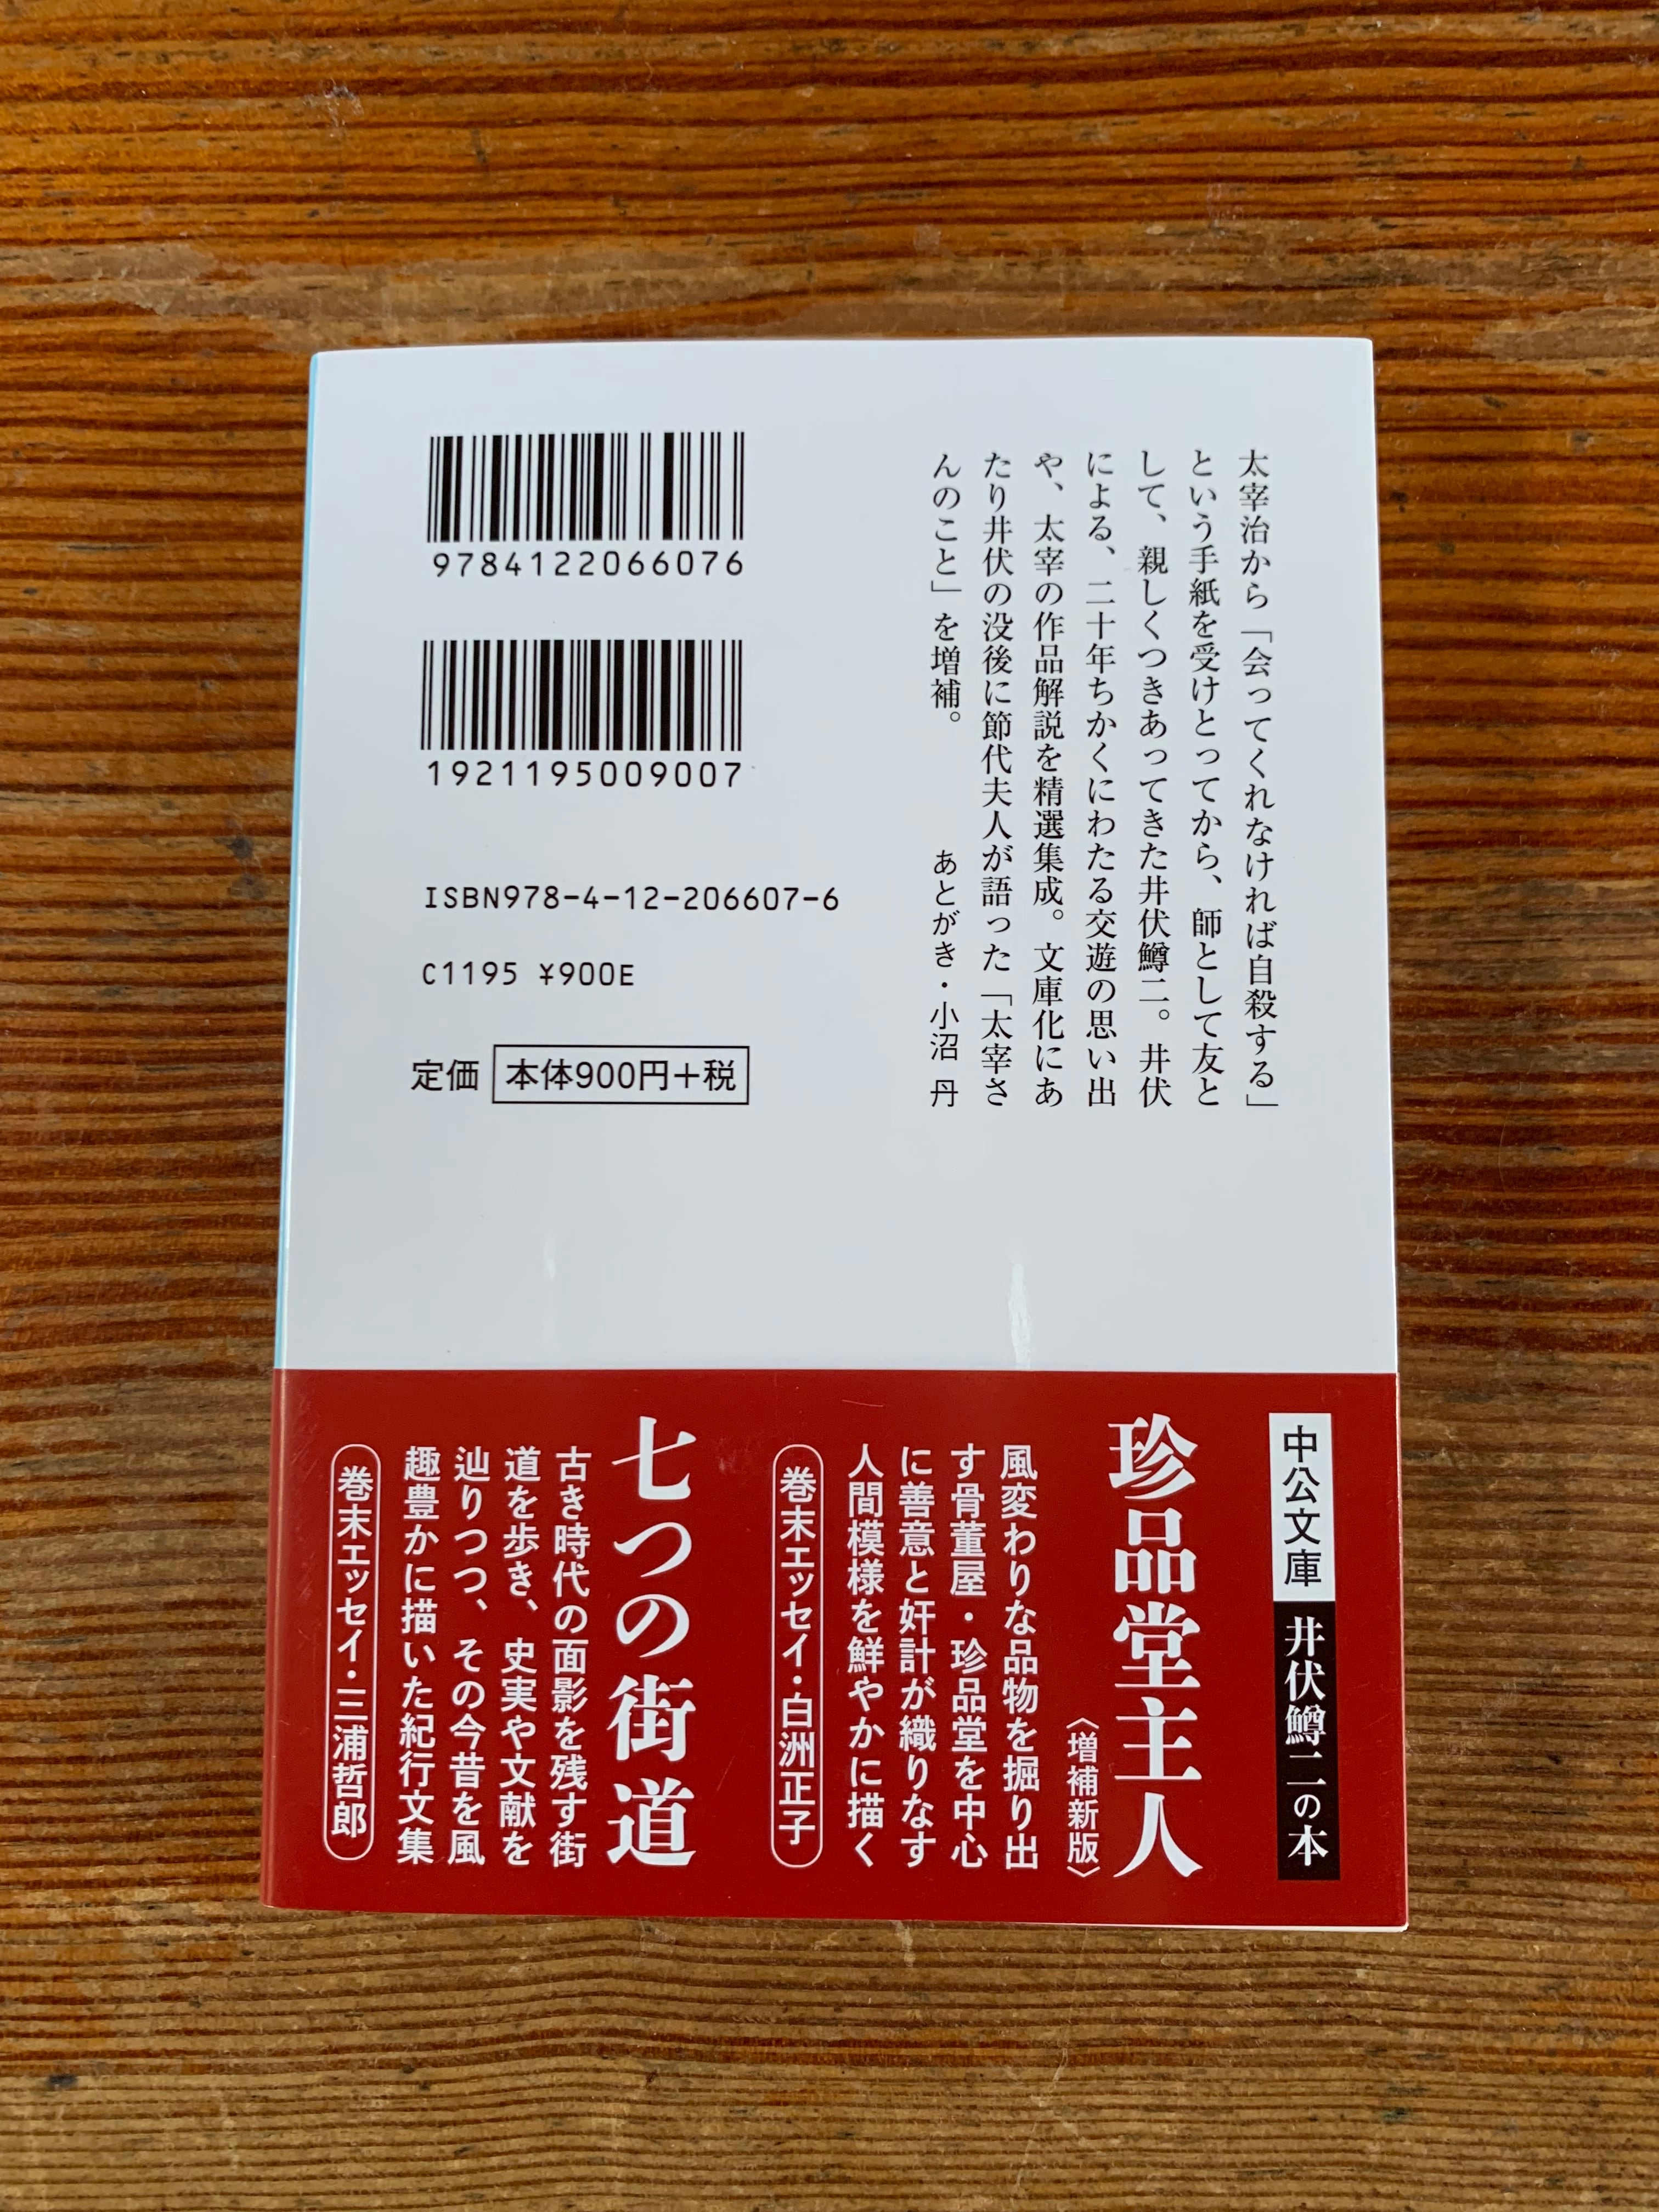 太宰治から「会ってくれなければ自殺する」
という手紙を受けとってから、師として友と
して、親しくつきあってきた井伏鱒二。井伏
による、二十年ちかくにわたる交遊の思い出
や、太宰の作品解説を精選集成。文庫化にあ
たり井伏の没後に節代夫人が語った「太宰さ
んのこと」を増補。
あとがき・小沼 丹
9784122066076
1921195009007
ISBN978-4-12-206607-6
C1195 ¥900E
定価 本体900円+税
中公文庫 井伏鱒二の本
珍品堂主人
〈増補新版〉
風変わりな品物を掘り出
す骨董屋・珍品堂を中心
に善意と奸計が織りなす
人間模様を鮮やかに描く
巻末エッセイ・白洲正子
七つの街道
古き時代の面影を残す街
道を歩き、史実や文献を
辿りつつ、その今昔を風
趣豊かに描いた紀行文集
巻末エッセイ・三浦哲郎